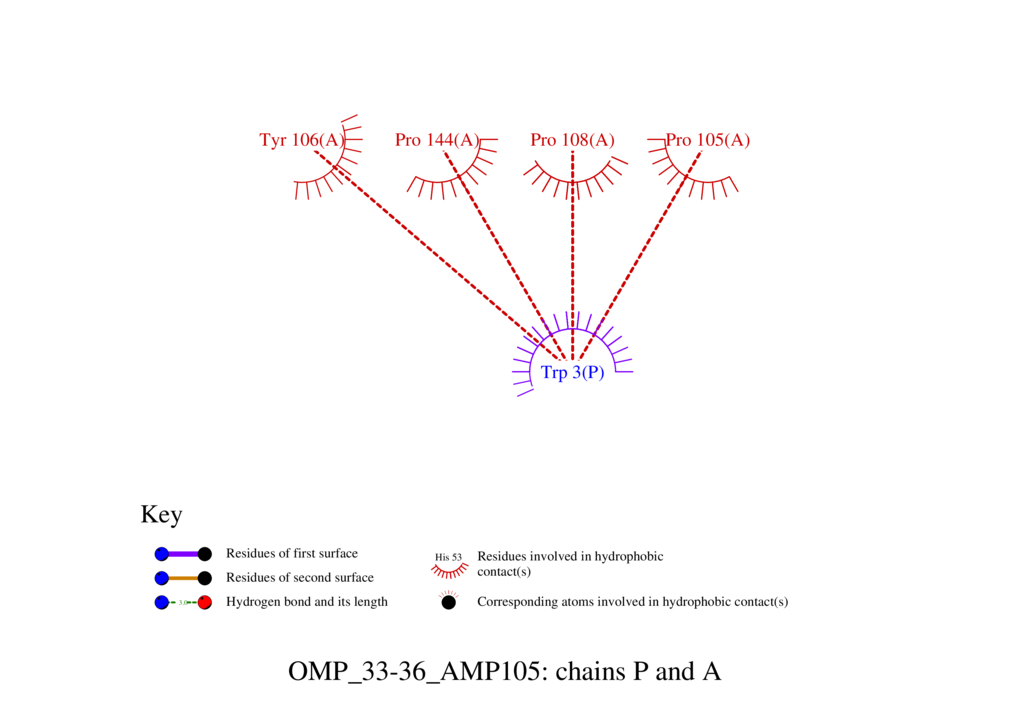 Tyr 106(A)
Pro 144(A)
Pro 108(A)
Pro 105(A)
Trp 3(P)
Key
Residues of first surface
Residues of second surface
3.0
Hydrogen bond and its length
His 53
Residues involved in hydrophobic
contact(s)
Corresponding atoms involved in hydrophobic contact(s)
OMP_33-36_AMP105: chains P and A